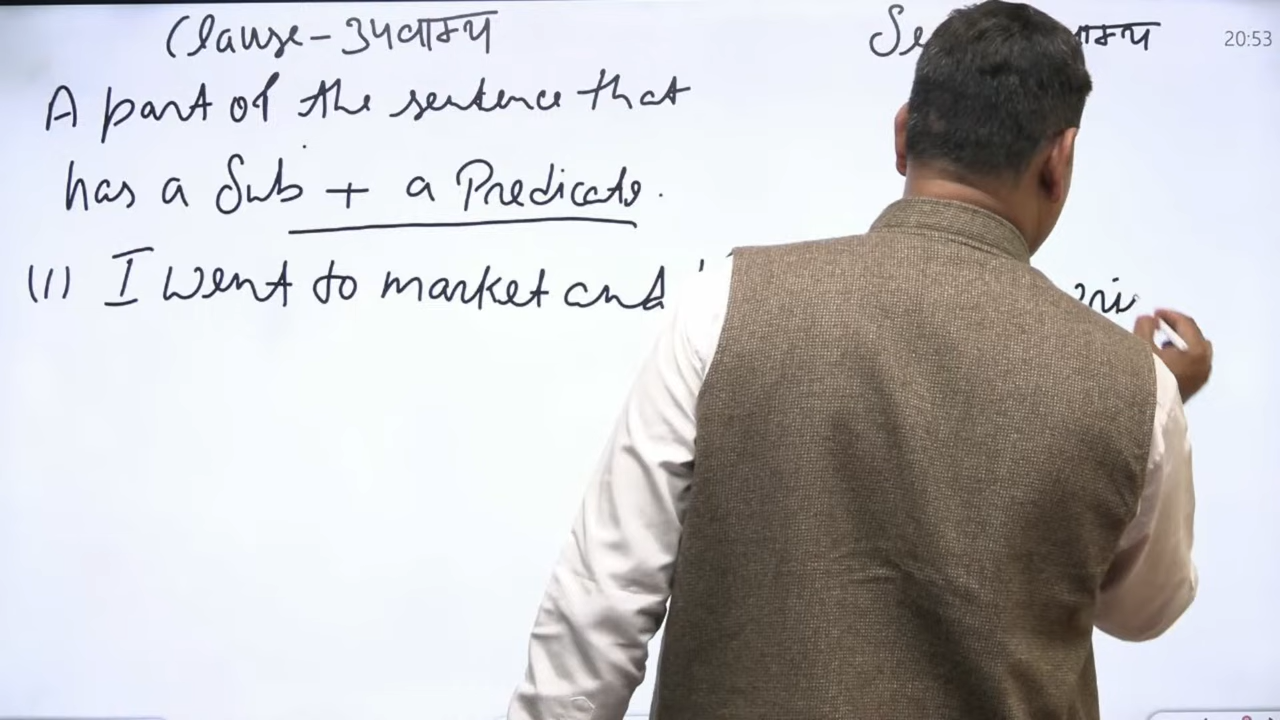 Clause - उपवाक्य
20:53
A part of the sentence that
has a Sub + a Predicate.
(1) I went to market and